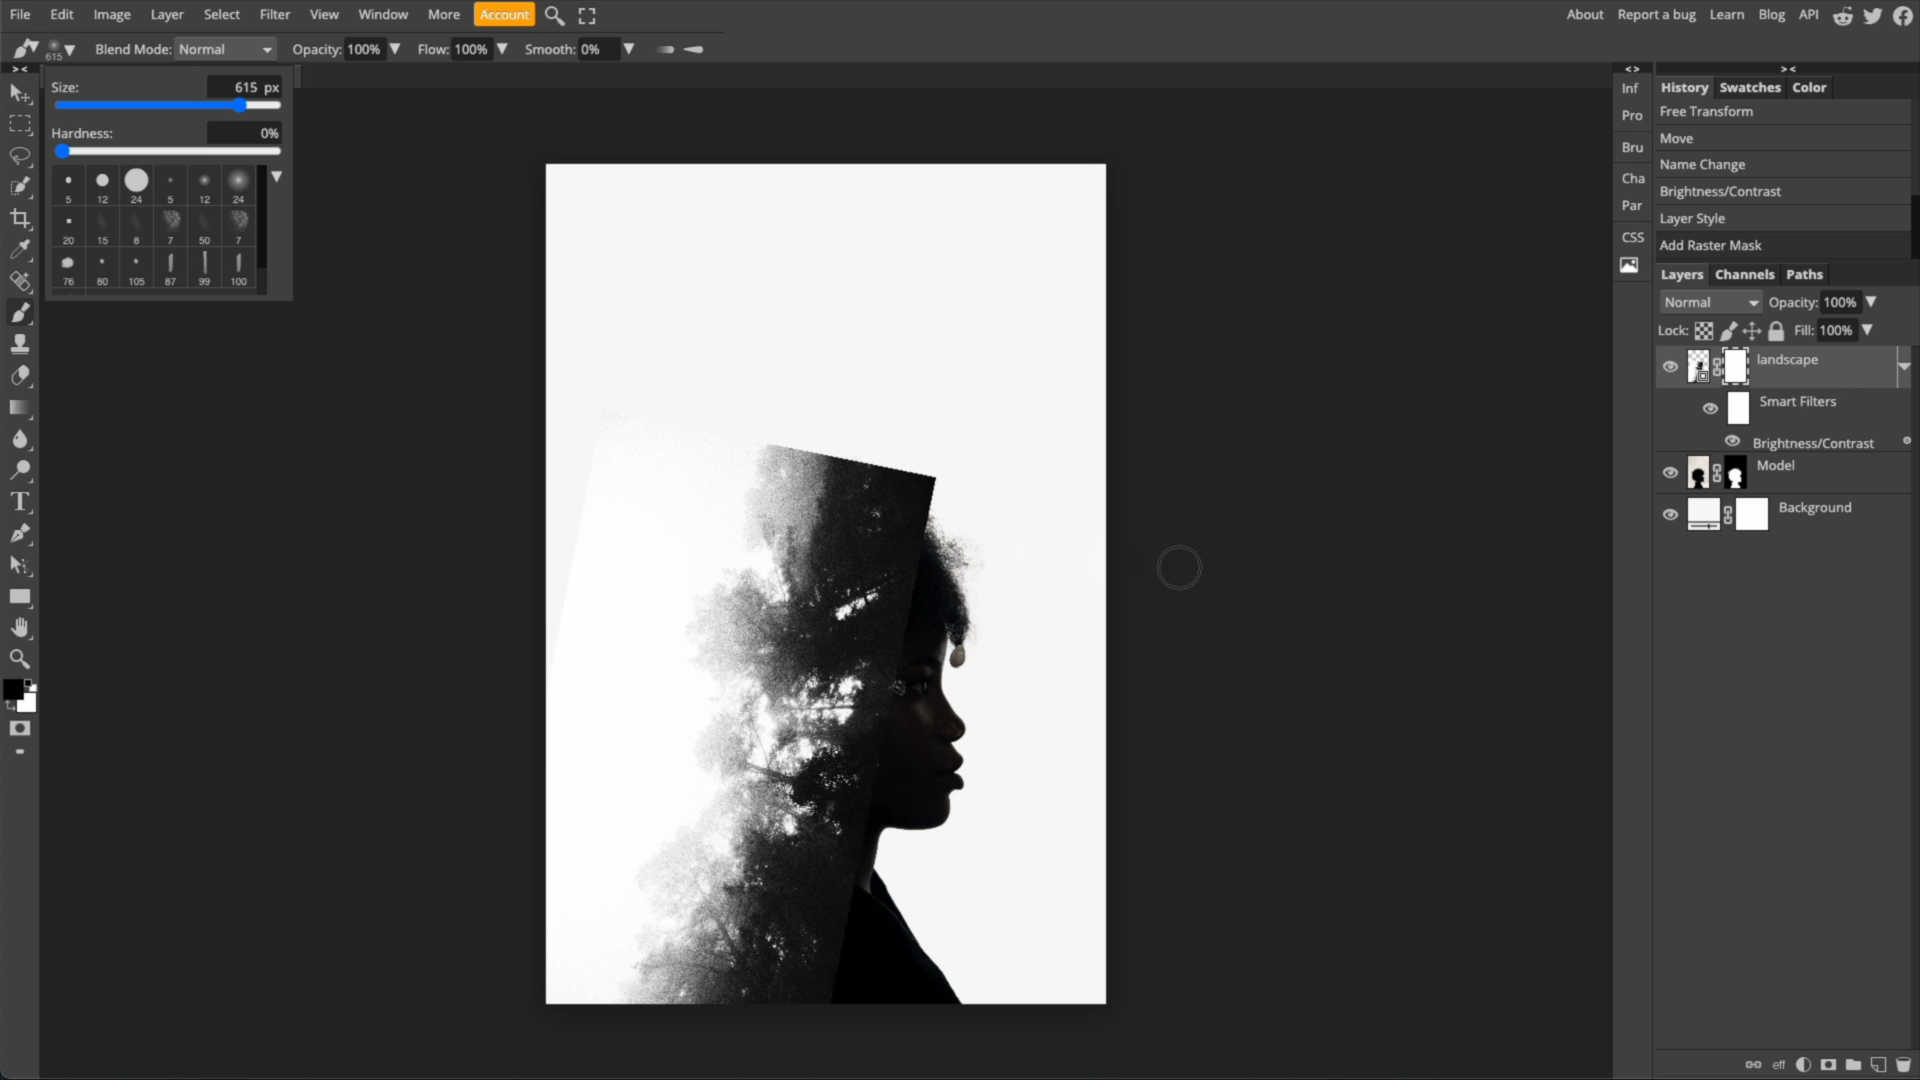 File Edit Image Layer Select Filter View Window More Account About Report a bug Learn Blog API
615 Blend Mode: Normal Opacity: 100% Flow: 100% Smooth: 0%
> < < > > <
Size: 615 px
Hardness: 0%
5 12 24 5 12 24
20 15 8 7 50 7
76 80 105 87 99 100
Inf
Pro
Bru
Cha
Par
CSS
History Swatches Color
Free Transform
Move
Name Change
Brightness/Contrast
Layer Style
Add Raster Mask
Layers Channels Paths
Normal Opacity: 100%
Lock: Fill: 100%
landscape
Smart Filters
Brightness/Contrast
Model
Background
eff